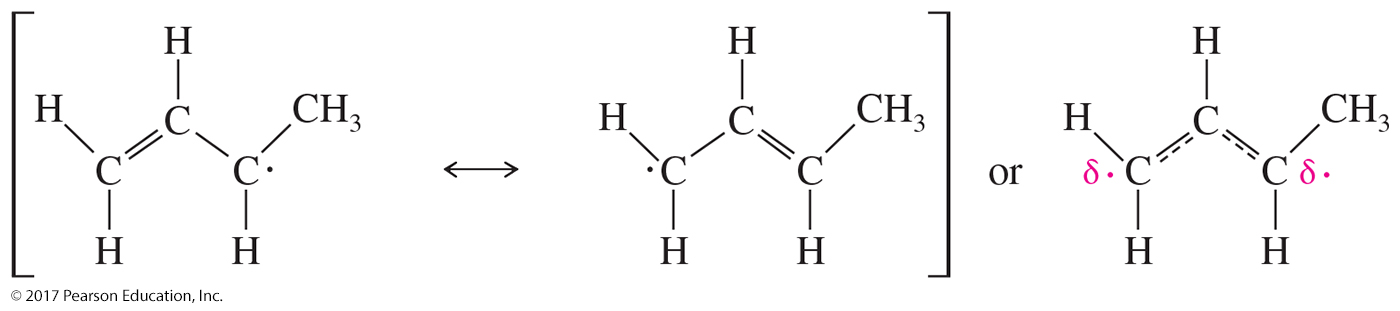 H H
H C CH3 H C CH3 H C CH3
C C· ·C C or δ· C C δ·
H H H H H H
© 2017 Pearson Education, Inc.